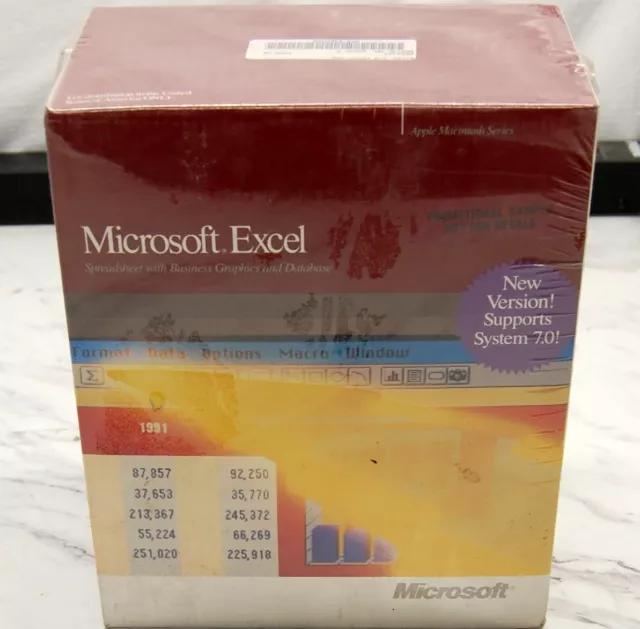 Apple Macintosh Series
Microsoft Excel
Spreadsheet with Business Graphics and Database
New
Version!
Supports
System 7.0!
Format Data Options Macro Window
Σ
1991
87,857 92,250
37,653 35,770
213,367 245,372
55,224 66,269
251,020 225,918
Microsoft